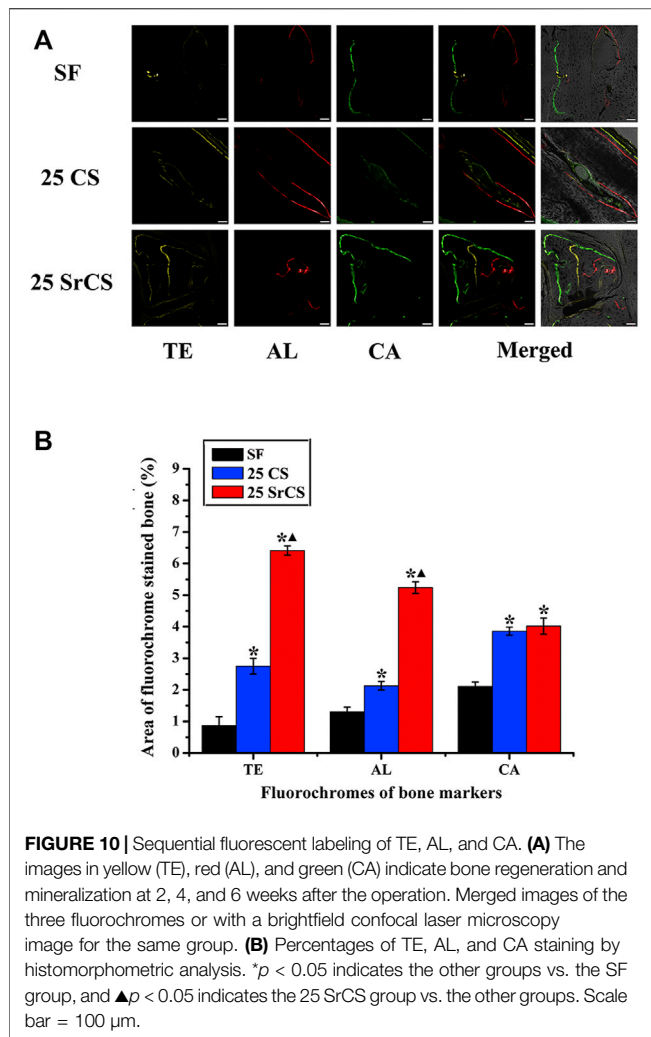 A
SF
25 CS
25 SrCS
TE AL CA Merged
B
SF
25 CS
25 SrCS
Area of fluorochrome stained bone (%)
9
8
7
6
5
4
3
2
1
0
*▲
*
*▲
*
*
*
TE AL CA
Fluorochromes of bone markers
FIGURE 10 | Sequential fluorescent labeling of TE, AL, and CA. (A) The
images in yellow (TE), red (AL), and green (CA) indicate bone regeneration and
mineralization at 2, 4, and 6 weeks after the operation. Merged images of the
three fluorochromes or with a brightfield confocal laser microscopy
image for the same group. (B) Percentages of TE, AL, and CA staining by
histomorphometric analysis. *p < 0.05 indicates the other groups vs. the SF
group, and ▲p < 0.05 indicates the 25 SrCS group vs. the other groups. Scale
bar = 100 μm.